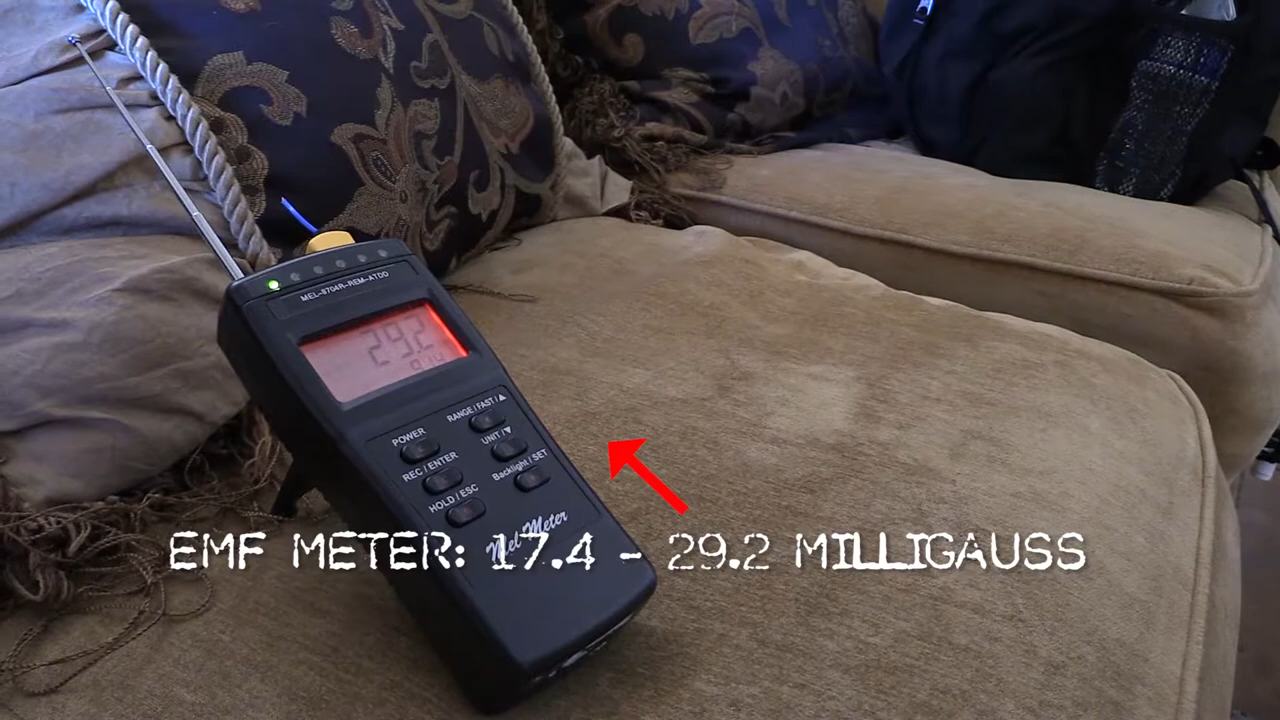 MEL-8704R-REM-ATDD
29.2
RANGE / FAST / ▲
POWER
UNIT / ▼
REC / ENTER
Backlight / SET
HOLD / ESC
Mel-Meter
EMF METER: 17.4 - 29.2 MILLIGAUSS